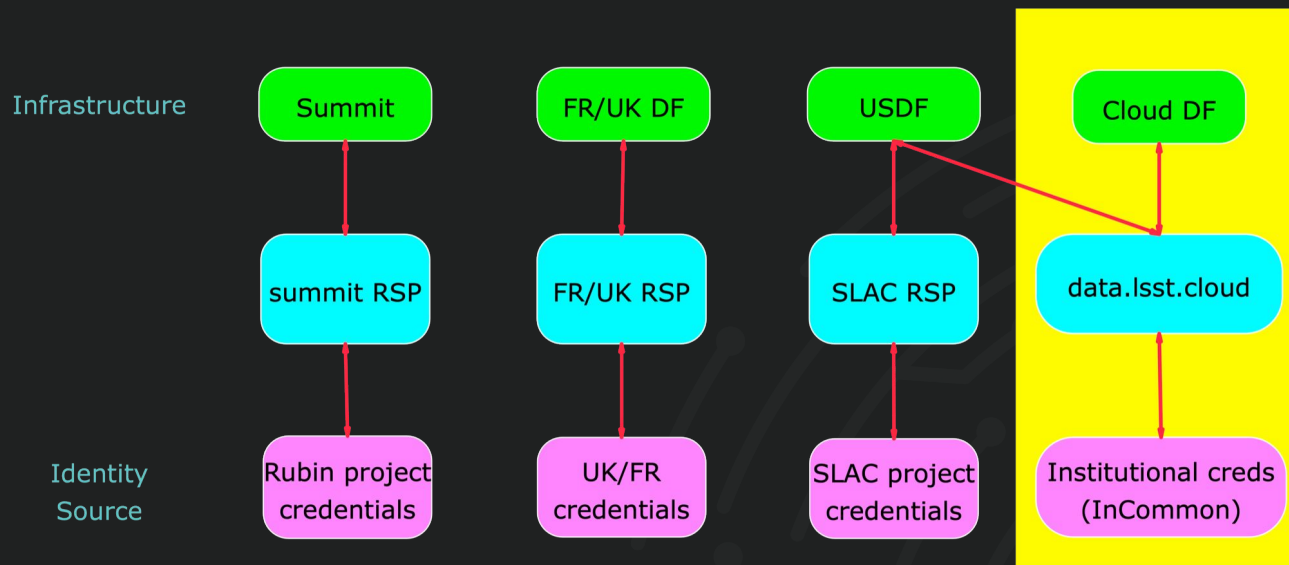 Infrastructure
Summit
FR/UK DF
USDF
Cloud DF
summit RSP
FR/UK RSP
SLAC RSP
data.lsst.cloud
Identity
Source
Rubin project
credentials
UK/FR
credentials
SLAC project
credentials
Institutional creds
(InCommon)